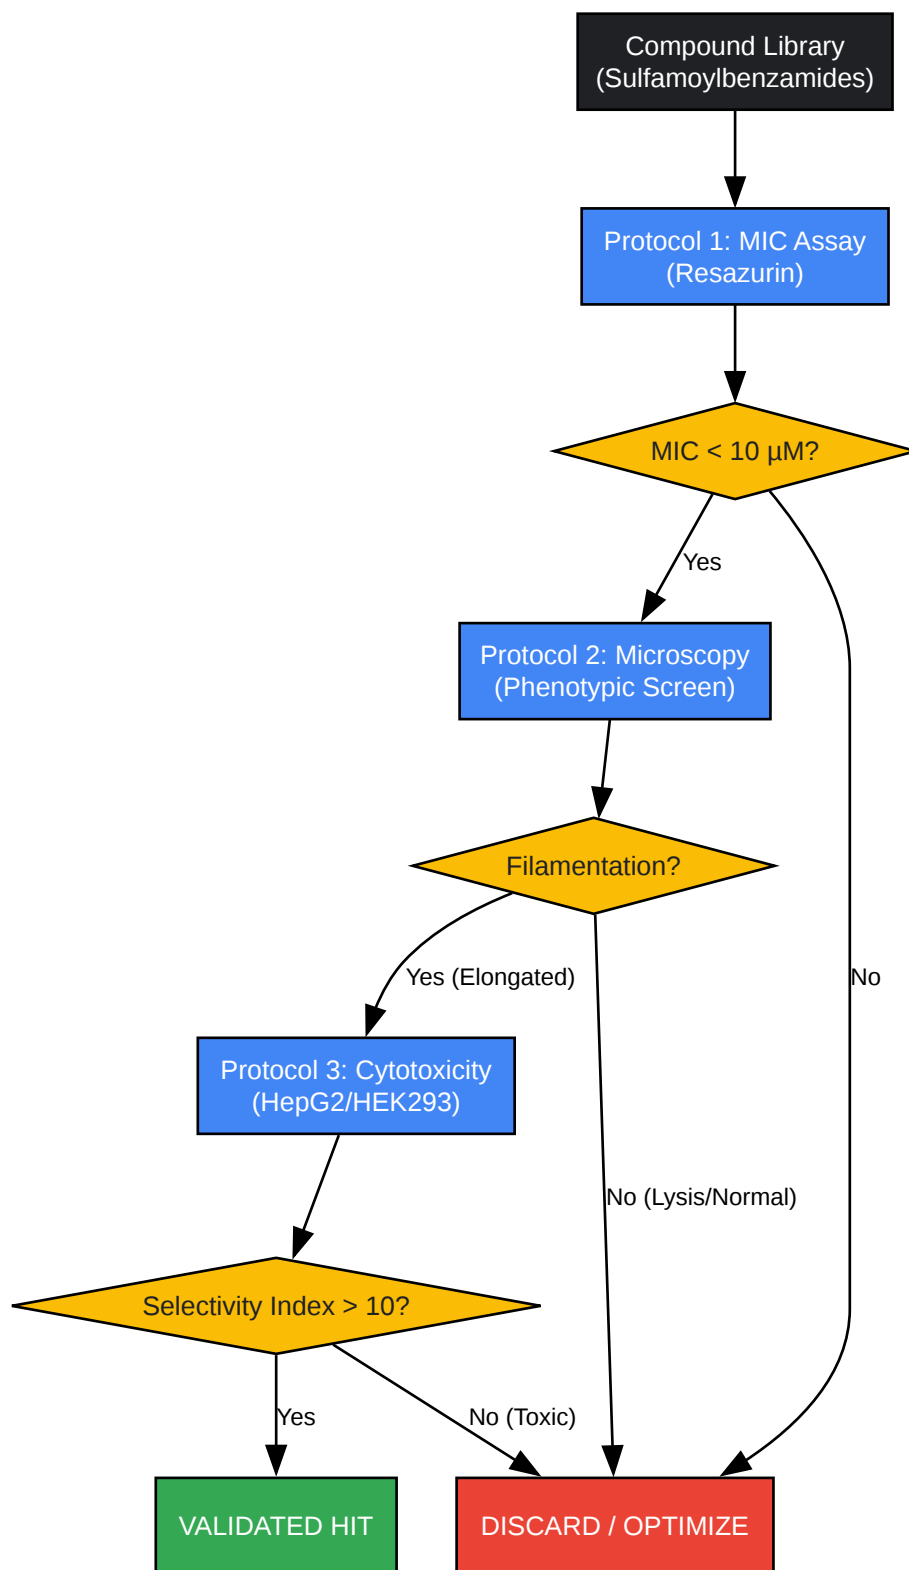 Compound Library
(Sulfamoylbenzamides)
Protocol 1: MIC Assay
(Resazurin)
MIC < 10 µM?
Yes
Protocol 2: Microscopy
(Phenotypic Screen)
Filamentation?
Yes (Elongated)
No
Protocol 3: Cytotoxicity
(HepG2/HEK293)
No (Lysis/Normal)
Selectivity Index > 10?
Yes
No (Toxic)
VALIDATED HIT
DISCARD / OPTIMIZE